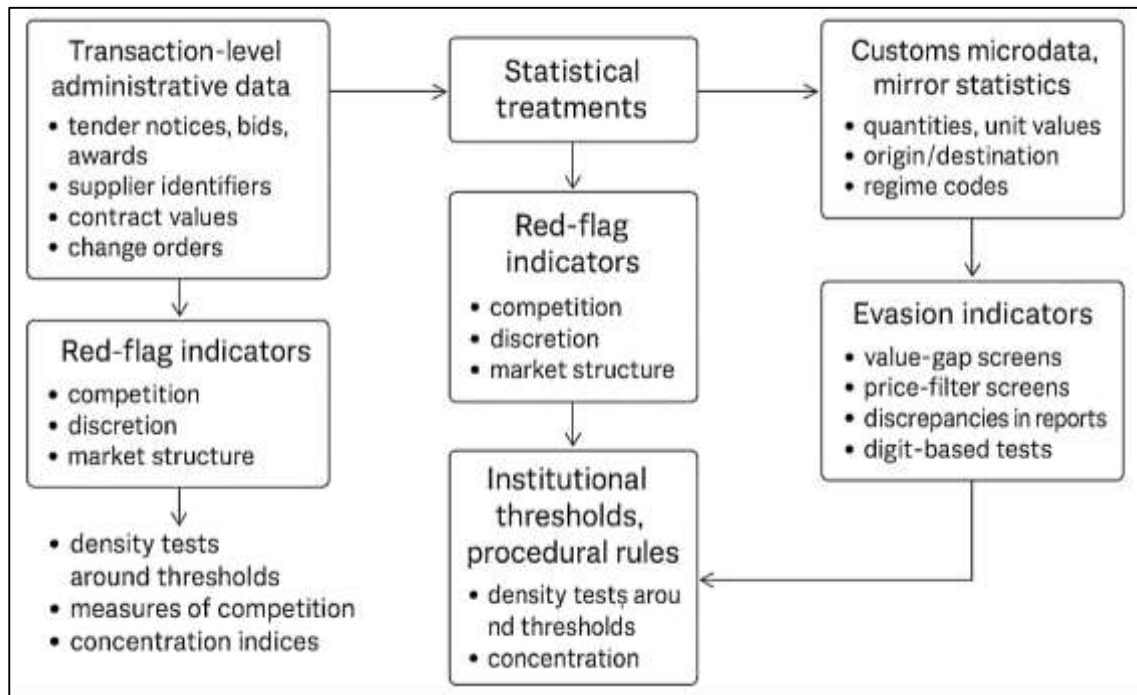 Transaction-level
administrative data
• tender notices, bids,
awards
• supplier identifiers
• contract values
• change orders
Red-flag indicators
• competition
• discretion
• market structure
• density tests
around thresholds
• measures of competition
• concentration indices
Statistical
treatments
Red-flag
indicators
• competition
• discretion
• market structure
Institutional
thresholds,
procedural rules
• density tests arou
nd thresholds
• concentration
Customs microdata,
mirror statistics
• quantities, unit values
• origin/destination
• regime codes
Evasion indicators
• value-gap screens
• price-filter screens
• discrepancies in reports
• digit-based tests